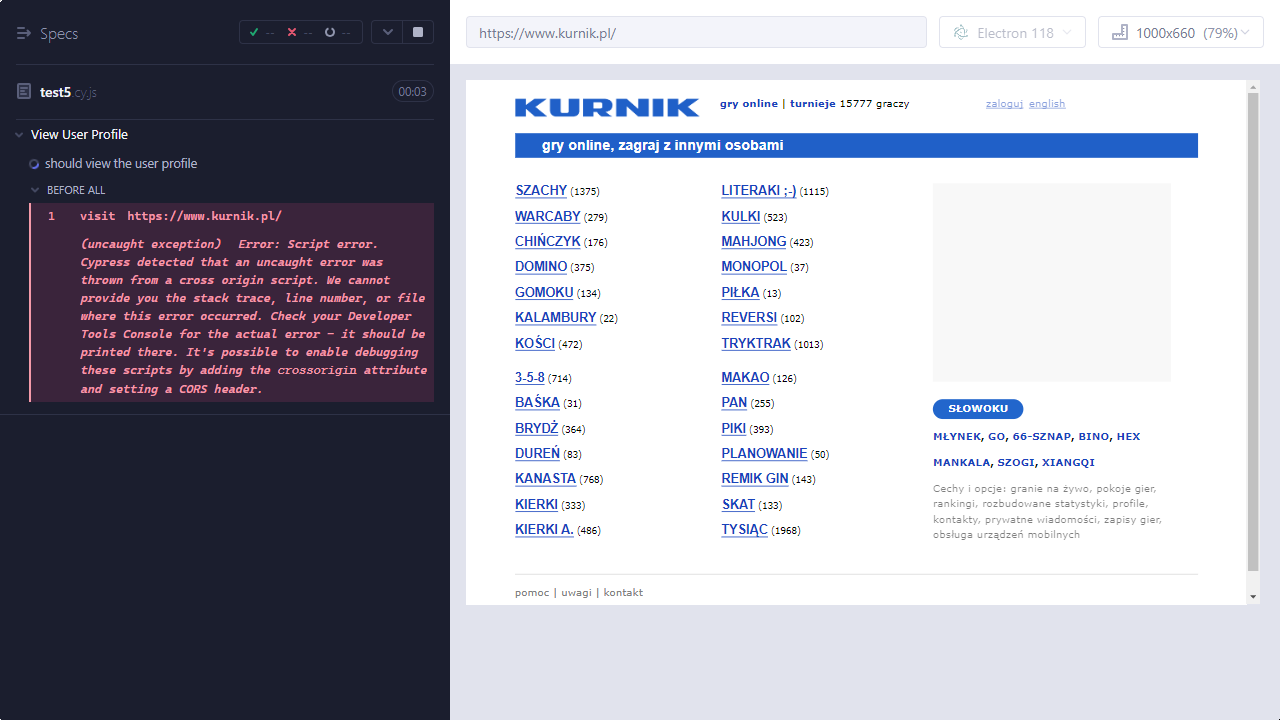 Specs
-- -- --
test5.cy.js
00:03
View User Profile
should view the user profile
BEFORE ALL
1 visit https://www.kurnik.pl/
(uncaught exception) Error: Script error.
Cypress detected that an uncaught error was
thrown from a cross origin script. We cannot
provide you the stack trace, line number, or file
where this error occurred. Check your Developer
Tools Console for the actual error - it should be
printed there. It's possible to enable debugging
these scripts by adding the crossorigin attribute
and setting a CORS header.
https://www.kurnik.pl/
Electron 118
1000x660 (79%)
KURNIK
gry online | turnieje 15777 graczy
zaloguj english
gry online, zagraj z innymi osobami
SZACHY (1375)
WARCABY (279)
CHIŃCZYK (176)
DOMINO (375)
GOMOKU (134)
KALAMBURY (22)
KOŚCI (472)
3-5-8 (714)
BAŚKA (31)
BRYDŻ (364)
DUREŃ (83)
KANASTA (768)
KIERKI (333)
KIERKI A. (486)
LITERAKI ;-) (1115)
KULKI (523)
MAHJONG (423)
MONOPOL (37)
PIŁKA (13)
REVERSI (102)
TRYKTRAK (1013)
MAKAO (126)
PAN (255)
PIKI (393)
PLANOWANIE (50)
REMIK GIN (143)
SKAT (133)
TYSIĄC (1968)
SŁOWOKU
MŁYNEK, GO, 66-SZNAP, BINO, HEX
MANKALA, SZOGI, XIANGQI
Cechy i opcje: granie na żywo, pokoje gier,
rankingi, rozbudowane statystyki, profile,
kontakty, prywatne wiadomości, zapisy gier,
obsługa urządzeń mobilnych
pomoc | uwagi | kontakt